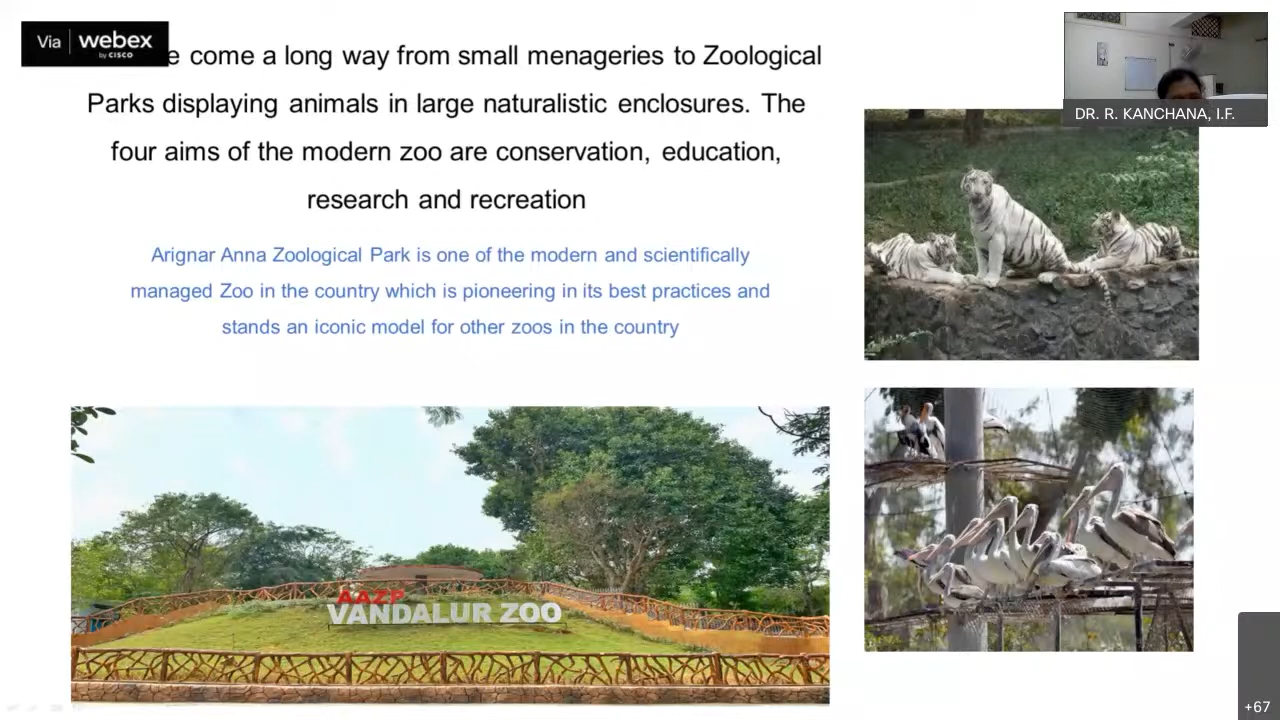 Via webex
by CISCO
e come a long way from small menageries to Zoological
Parks displaying animals in large naturalistic enclosures. The
four aims of the modern zoo are conservation, education,
research and recreation
Arignar Anna Zoological Park is one of the modern and scientifically
managed Zoo in the country which is pioneering in its best practices and
stands an iconic model for other zoos in the country
DR. R. KANCHANA, I.F.
AAZP
VANDALUR ZOO
+67